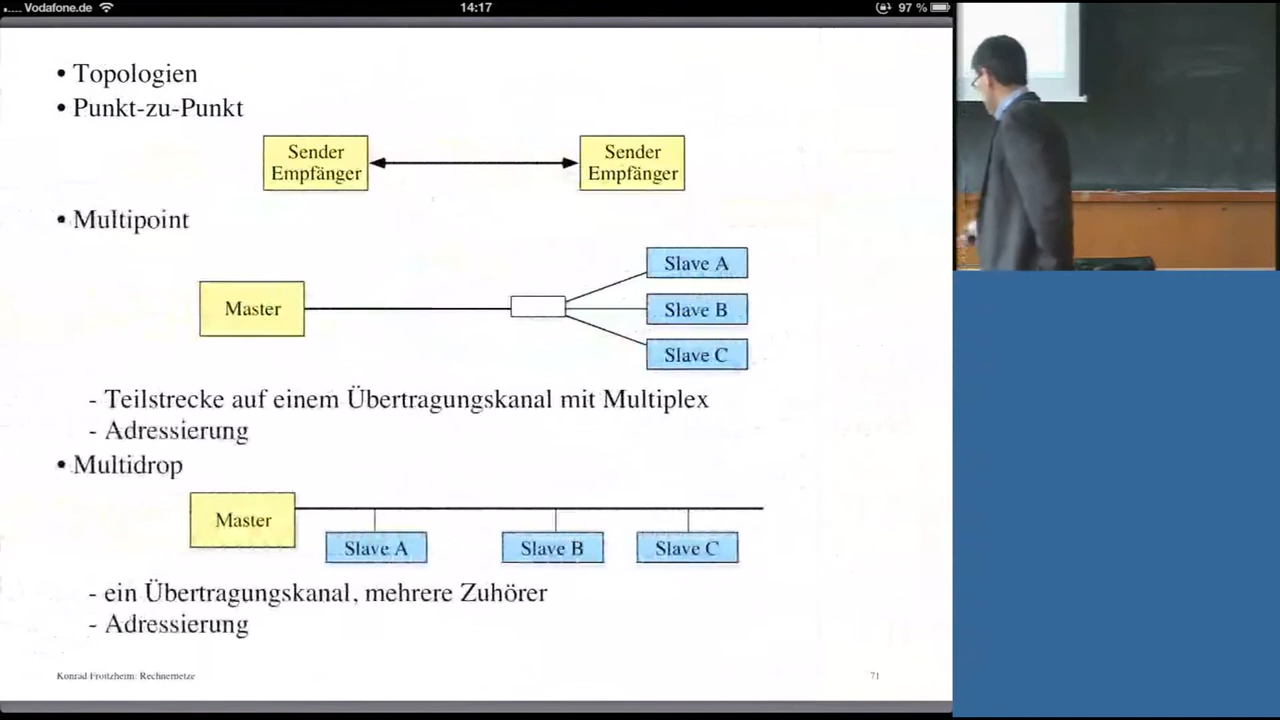 Vodafone.de
14:17
97 %
• Topologien
• Punkt-zu-Punkt
Sender
Empfänger
Sender
Empfänger
• Multipoint
Master
Slave A
Slave B
Slave C
- Teilstrecke auf einem Übertragungskanal mit Multiplex
- Adressierung
• Multidrop
Master
Slave A
Slave B
Slave C
- ein Übertragungskanal, mehrere Zuhörer
- Adressierung
Konrad Froitzheim: Rechnernetze
71